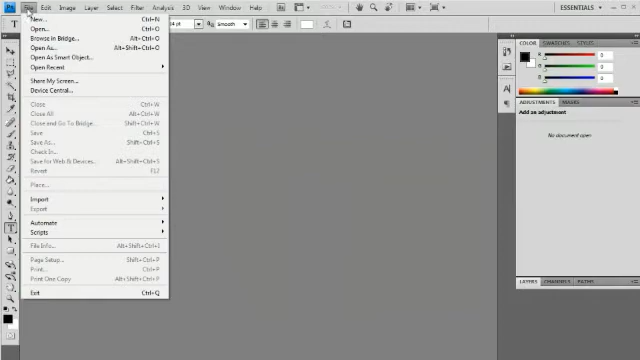 Ps File Edit Image Layer Select Filter Analysis 3D View Window Help ESSENTIALS
T pt Smooth
New... Ctrl+N
Open... Ctrl+O
Browse in Bridge... Alt+Ctrl+O
Open As... Alt+Shift+Ctrl+O
Open As Smart Object...
Open Recent
Share My Screen...
Device Central...
Close Ctrl+W
Close All Alt+Ctrl+W
Close and Go To Bridge... Shift+Ctrl+W
Save Ctrl+S
Save As... Shift+Ctrl+S
Check In...
Save for Web & Devices... Alt+Shift+Ctrl+S
Revert F12
Place...
Import
Export
Automate
Scripts
File Info... Alt+Shift+Ctrl+I
Page Setup... Shift+Ctrl+P
Print... Ctrl+P
Print One Copy Alt+Shift+Ctrl+P
Exit Ctrl+Q
COLOR SWATCHES STYLES
R 0
G 0
B 0
ADJUSTMENTS MASKS
Add an adjustment
No document open
LAYERS CHANNELS PATHS